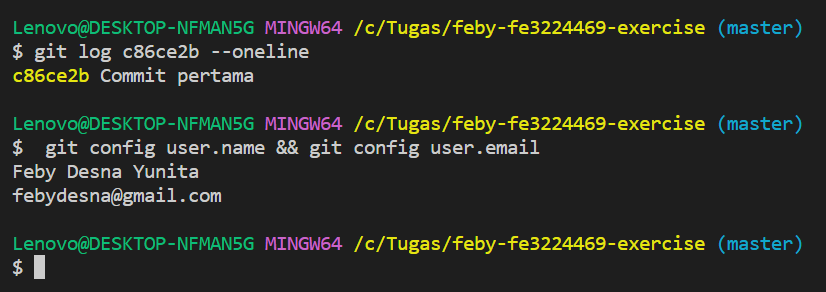 Lenovo@DESKTOP-NFMAN5G MINGW64 /c/Tugas/feby-fe3224469-exercise (master)
$ git log c86ce2b --oneline
c86ce2b Commit pertama
Lenovo@DESKTOP-NFMAN5G MINGW64 /c/Tugas/feby-fe3224469-exercise (master)
$  git config user.name && git config user.email
Feby Desna Yunita
febydesna@gmail.com
Lenovo@DESKTOP-NFMAN5G MINGW64 /c/Tugas/feby-fe3224469-exercise (master)
$